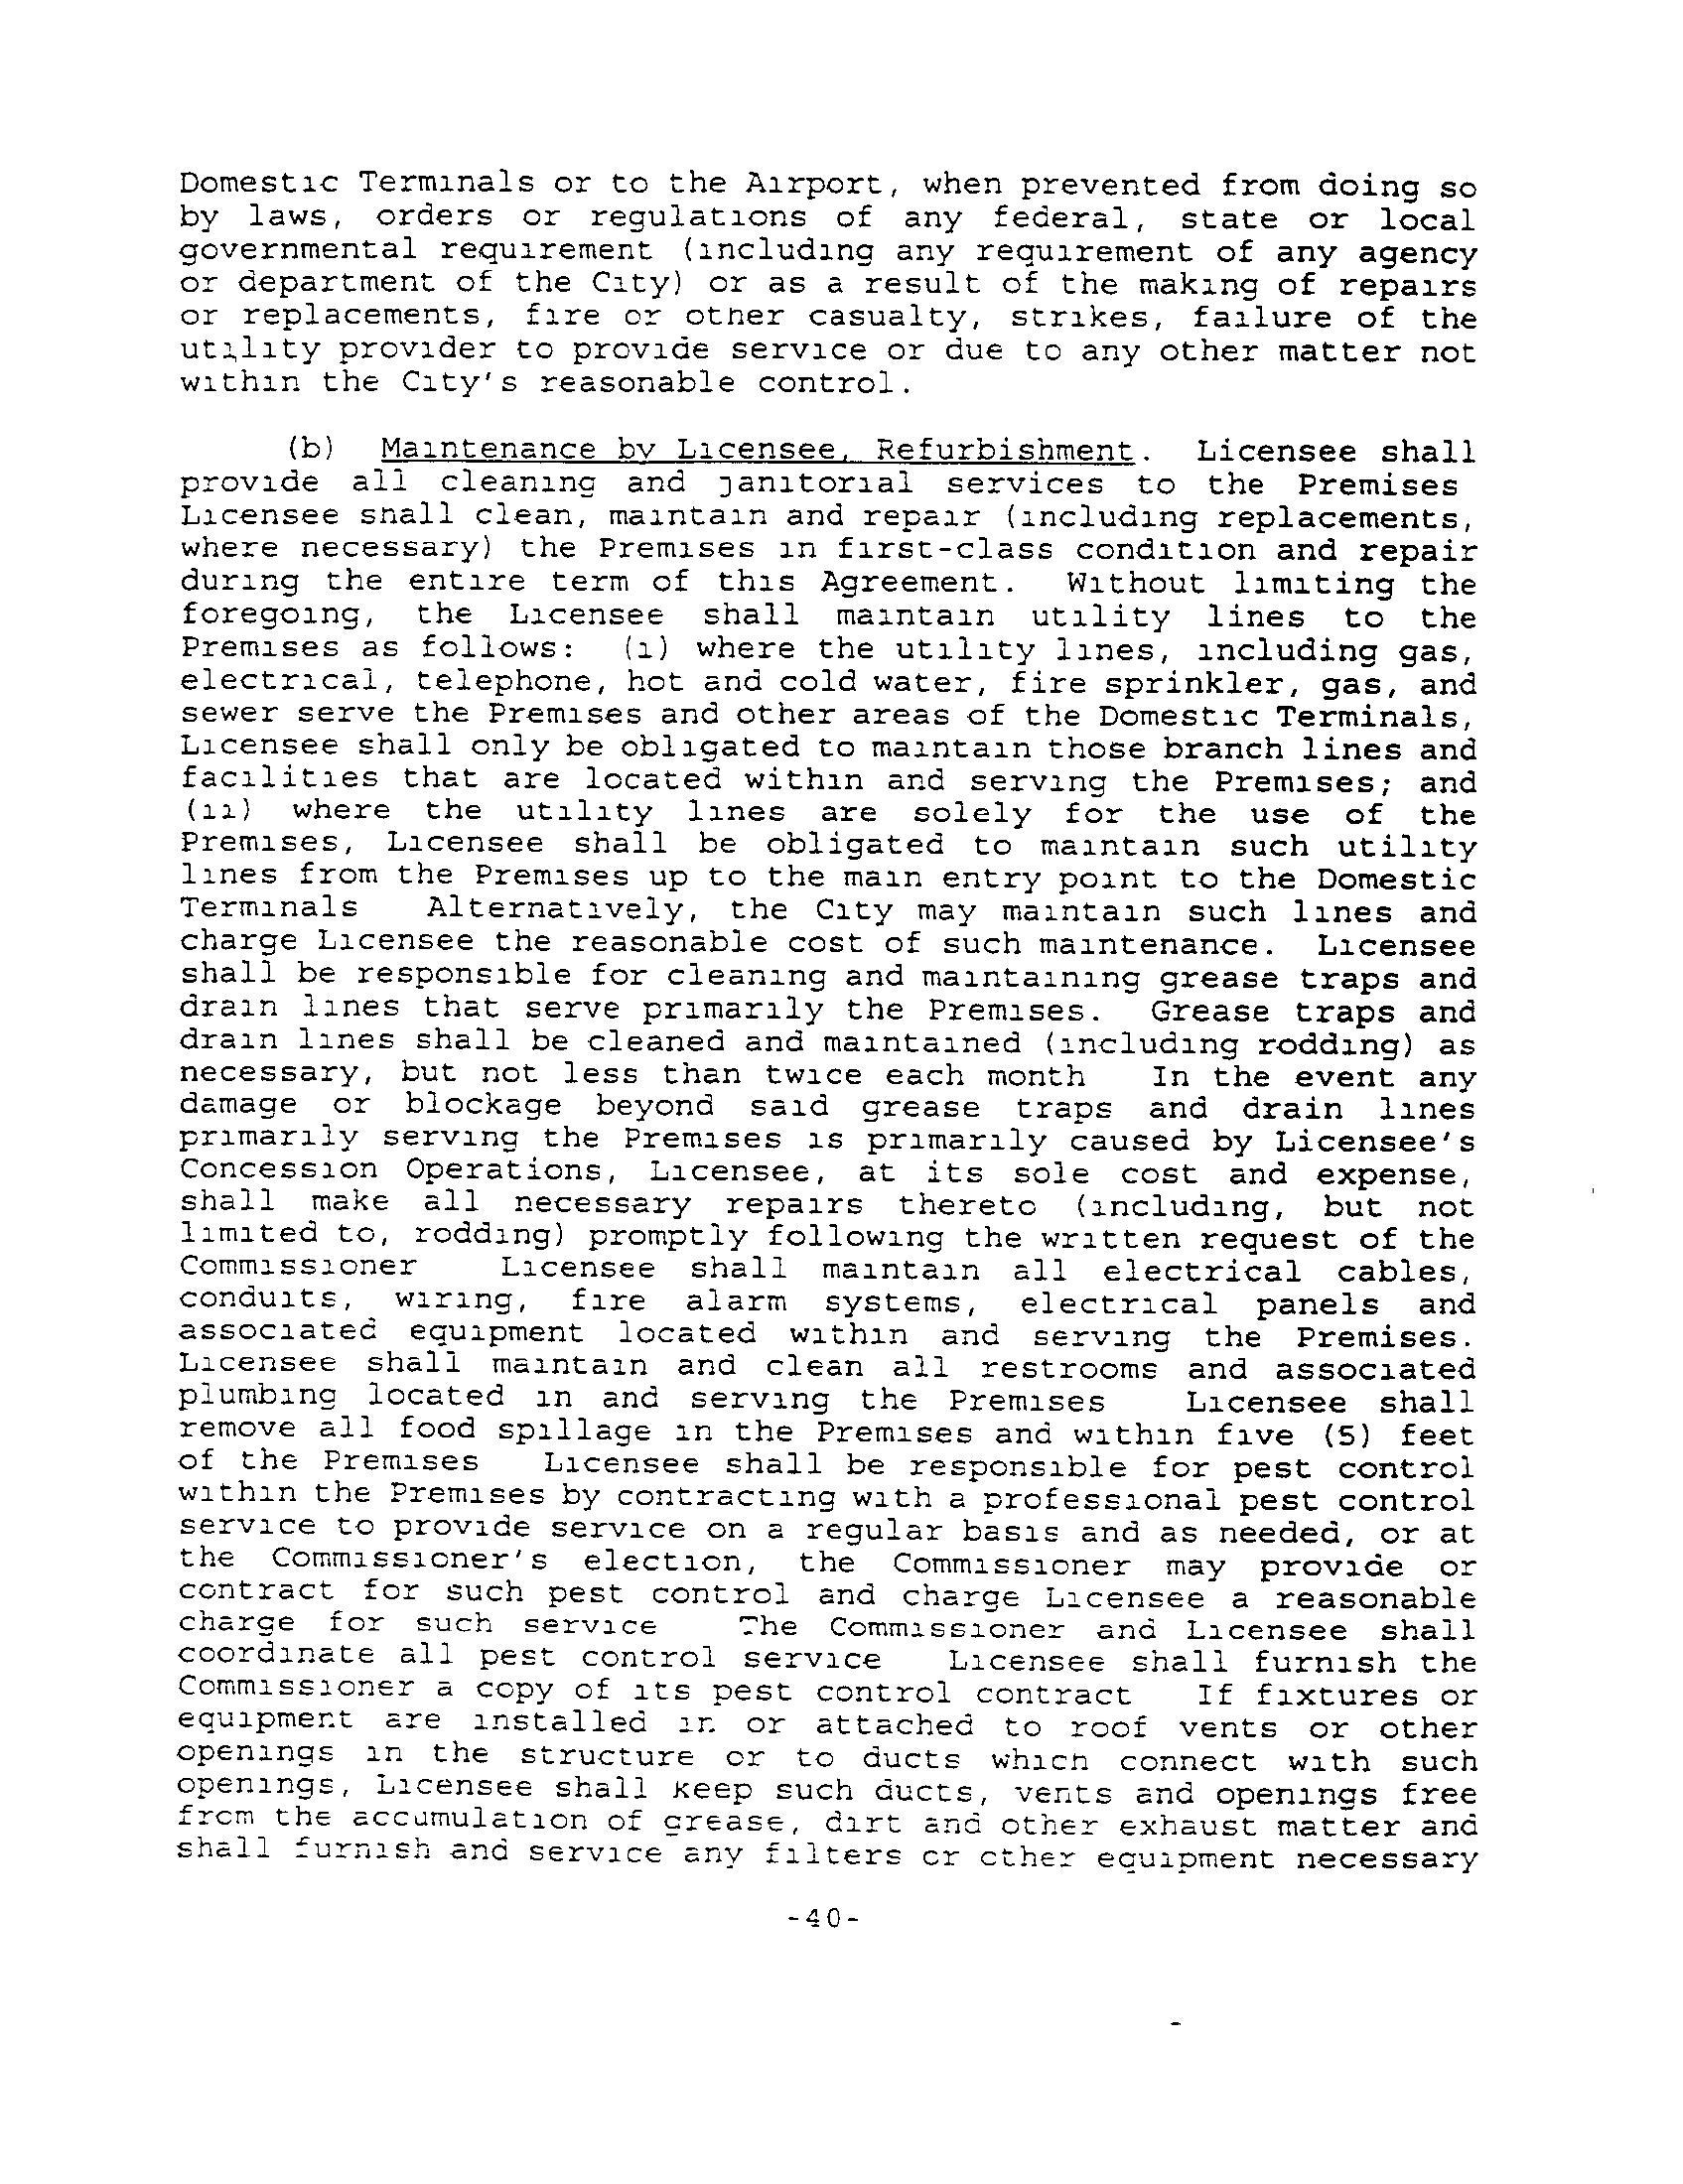 Domestic Terminals or to the Airport, when prevented from doing so
by laws, orders or regulations of any federal, state or local
governmental requirement (including any requirement of any agency
or department of the City) or as a result of the making of repairs
or replacements, fire or other casualty, strikes, failure of the
utility provider to provide service or due to any other matter not
within the City's reasonable control.
(b) Maintenance by Licensee, Refurbishment. Licensee shall
provide all cleaning and janitorial services to the Premises
Licensee shall clean, maintain and repair (including replacements,
where necessary) the Premises in first-class condition and repair
during the entire term of this Agreement. Without limiting the
foregoing, the Licensee shall maintain utility lines to the
Premises as follows: (i) where the utility lines, including gas,
electrical, telephone, hot and cold water, fire sprinkler, gas, and
sewer serve the Premises and other areas of the Domestic Terminals,
Licensee shall only be obligated to maintain those branch lines and
facilities that are located within and serving the Premises; and
(ii) where the utility lines are solely for the use of the
Premises, Licensee shall be obligated to maintain such utility
lines from the Premises up to the main entry point to the Domestic
Terminals Alternatively, the City may maintain such lines and
charge Licensee the reasonable cost of such maintenance. Licensee
shall be responsible for cleaning and maintaining grease traps and
drain lines that serve primarily the Premises. Grease traps and
drain lines shall be cleaned and maintained (including rodding) as
necessary, but not less than twice each month In the event any
damage or blockage beyond said grease traps and drain lines
primarily serving the Premises is primarily caused by Licensee's
Concession Operations, Licensee, at its sole cost and expense,
shall make all necessary repairs thereto (including, but not
limited to, rodding) promptly following the written request of the
Commissioner Licensee shall maintain all electrical cables,
conduits, wiring, fire alarm systems, electrical panels and
associated equipment located within and serving the Premises.
Licensee shall maintain and clean all restrooms and associated
plumbing located in and serving the Premises Licensee shall
remove all food spillage in the Premises and within five (5) feet
of the Premises Licensee shall be responsible for pest control
within the Premises by contracting with a professional pest control
service to provide service on a regular basis and as needed, or at
the Commissioner's election, the Commissioner may provide or
contract for such pest control and charge Licensee a reasonable
charge for such service The Commissioner and Licensee shall
coordinate all pest control service Licensee shall furnish the
Commissioner a copy of its pest control contract If fixtures or
equipment are installed in or attached to roof vents or other
openings in the structure or to ducts which connect with such
openings, Licensee shall keep such ducts, vents and openings free
from the accumulation of grease, dirt and other exhaust matter and
shall furnish and service any filters or other equipment necessary
-40-